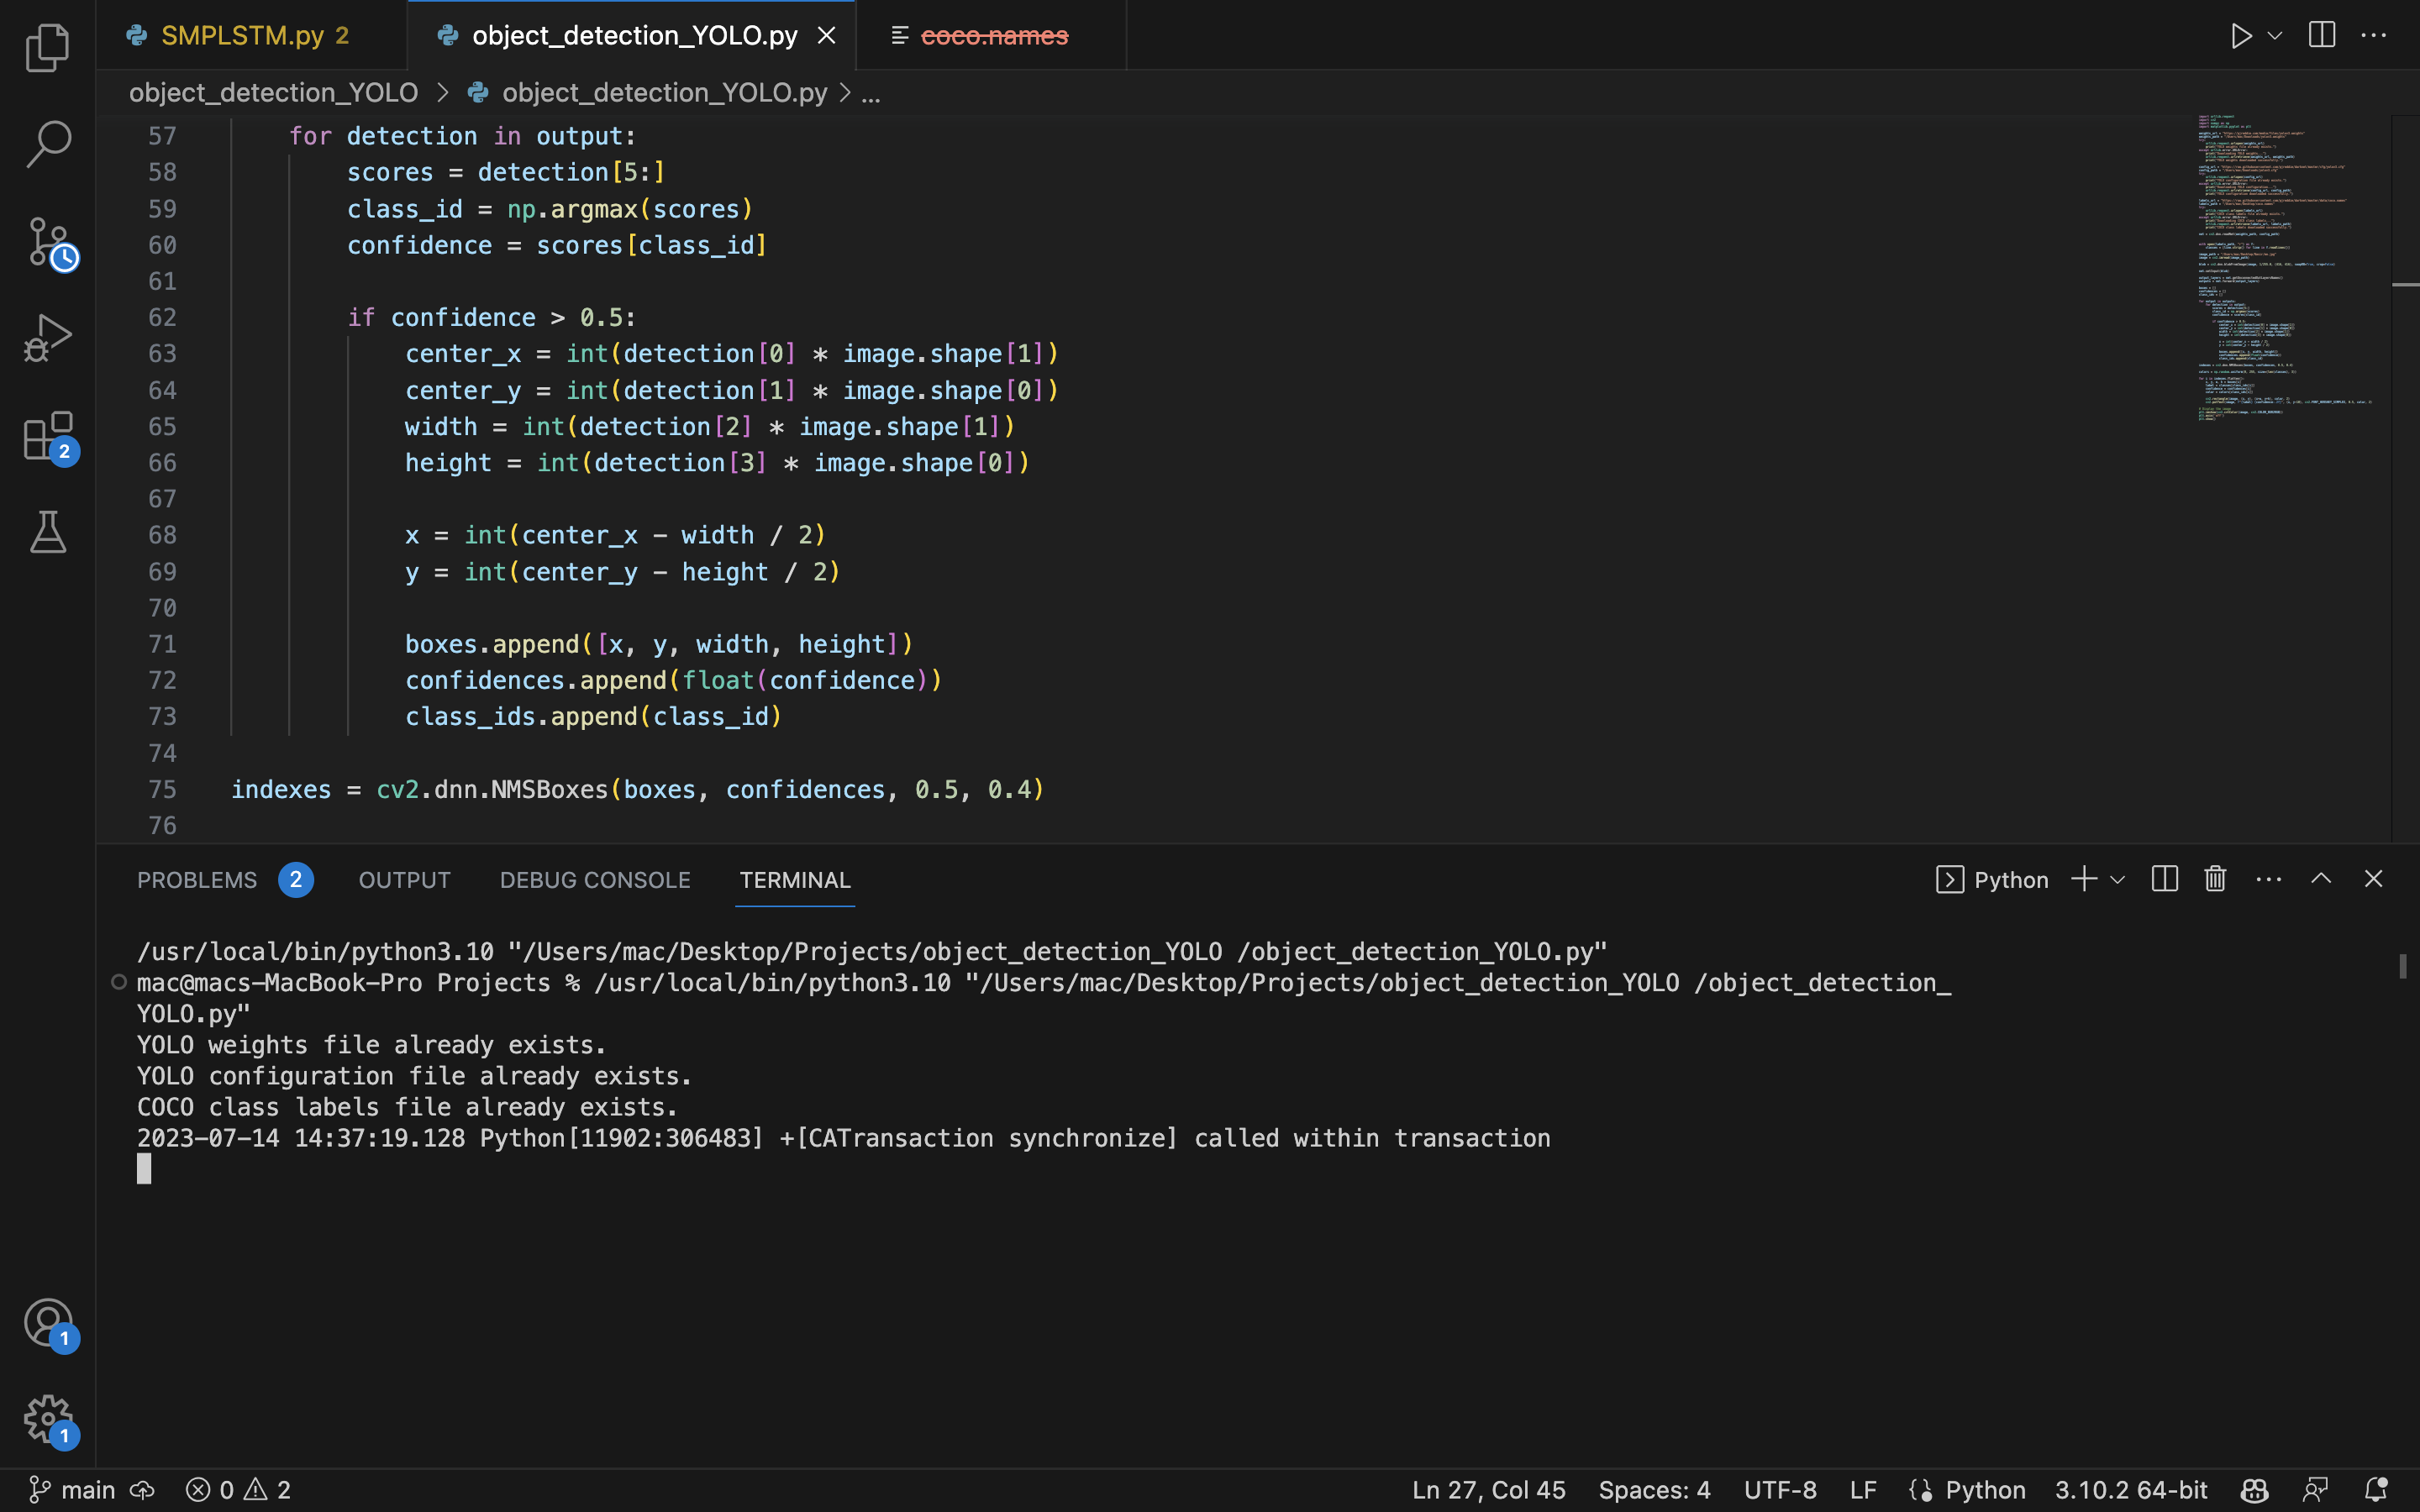 SMPLSTM.py 2
object_detection_YOLO.py
coco.names
object_detection_YOLO > object_detection_YOLO.py > ...
57 for detection in output:
58 scores = detection[5:]
59 class_id = np.argmax(scores)
60 confidence = scores[class_id]
61
62 if confidence > 0.5:
63 center_x = int(detection[0] * image.shape[1])
64 center_y = int(detection[1] * image.shape[0])
65 width = int(detection[2] * image.shape[1])
66 height = int(detection[3] * image.shape[0])
67
68 x = int(center_x - width / 2)
69 y = int(center_y - height / 2)
70
71 boxes.append([x, y, width, height])
72 confidences.append(float(confidence))
73 class_ids.append(class_id)
74
75 indexes = cv2.dnn.NMSBoxes(boxes, confidences, 0.5, 0.4)
76
2
PROBLEMS 2 OUTPUT DEBUG CONSOLE TERMINAL
Python
/usr/local/bin/python3.10 "/Users/mac/Desktop/Projects/object_detection_YOLO /object_detection_YOLO.py"
mac@macs-MacBook-Pro Projects % /usr/local/bin/python3.10 "/Users/mac/Desktop/Projects/object_detection_YOLO /object_detection_
YOLO.py"
YOLO weights file already exists.
YOLO configuration file already exists.
COCO class labels file already exists.
2023-07-14 14:37:19.128 Python[11902:306483] +[CATransaction synchronize] called within transaction
1
1
main 0 2 Ln 27, Col 45 Spaces: 4 UTF-8 LF Python 3.10.2 64-bit